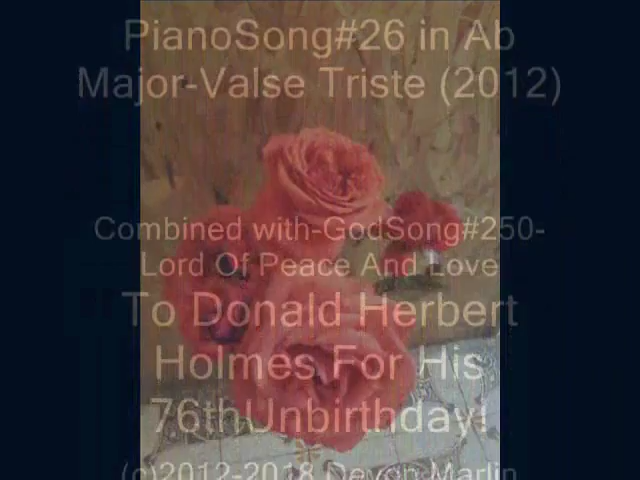 PianoSong#26 in Ab
Major-Valse Triste (2012)
Combined with-GodSong#250-
Lord Of Peace And Love
To Donald Herbert
Holmes For His
76thUnbirthday!
(c)2012-2018 Devon Marlin